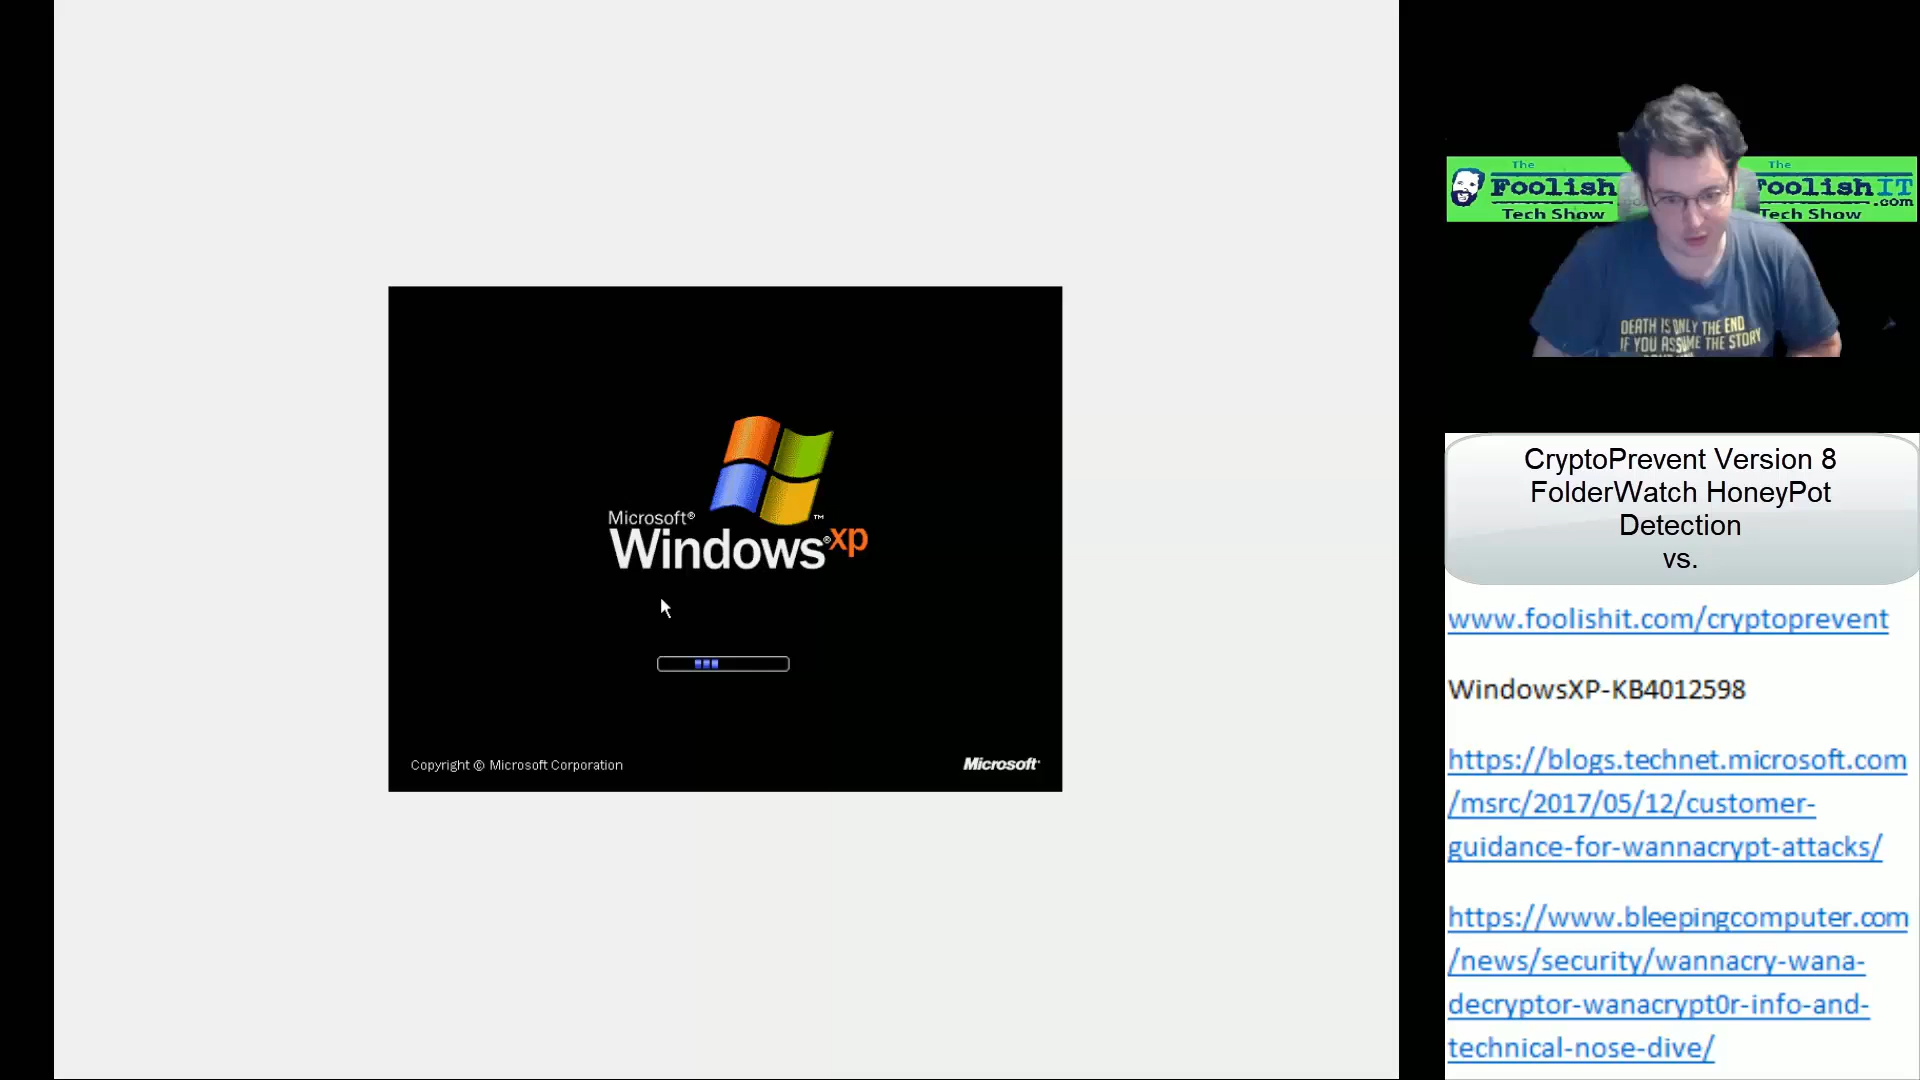 Microsoft®
Windows® xp ™
Copyright © Microsoft Corporation
Microsoft®
The
Foolish
Tech Show
The
FoolishIT
.com
Tech Show
DEATH IS ONLY THE END
IF YOU ASSUME THE STORY
CryptoPrevent Version 8
FolderWatch HoneyPot
Detection
vs.
www.foolishit.com/cryptoprevent
WindowsXP-KB4012598
https://blogs.technet.microsoft.com
/msrc/2017/05/12/customer-
guidance-for-wannacrypt-attacks/
https://www.bleepingcomputer.com
/news/security/wannacry-wana-
decryptor-wanacrypt0r-info-and-
technical-nose-dive/